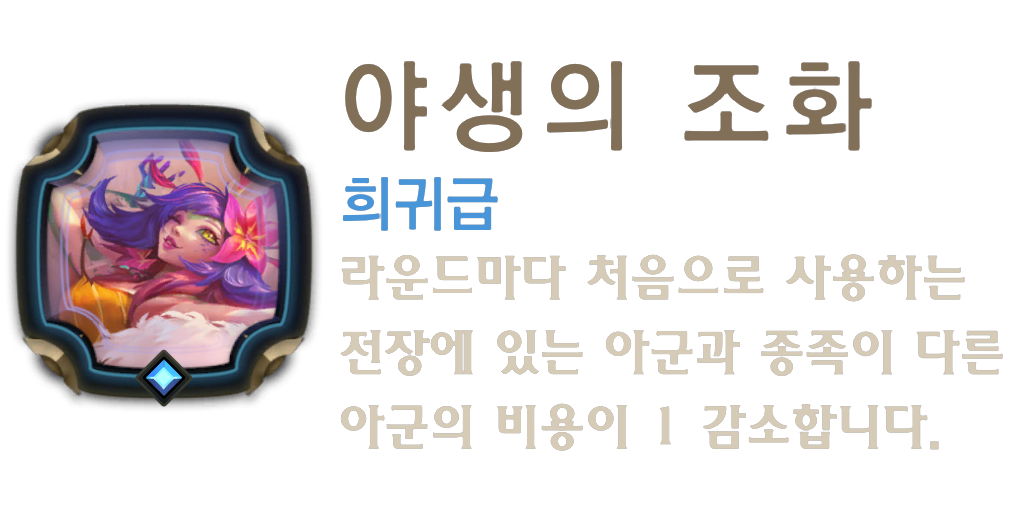 야생의 조화
희귀급
라운드마다 처음으로 사용하는
전장에 있는 아군과 종족이 다른
아군의 비용이 1 감소합니다.